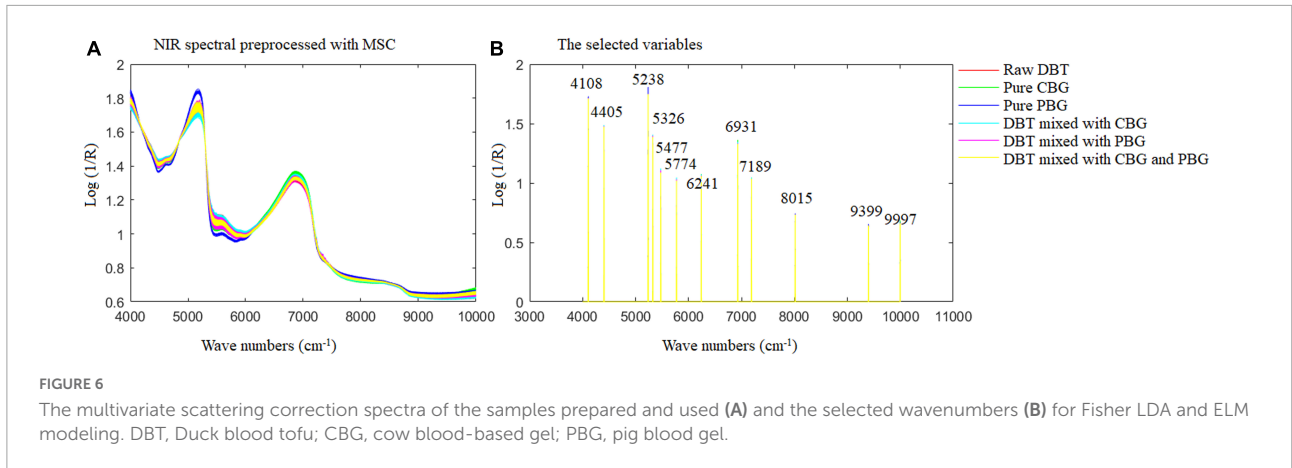 A
NIR spectral preprocessed with MSC
2
1.8
1.6
1.4
1.2
1
0.8
0.6
Log (1/R)
4000 5000 6000 7000 8000 9000 10000
Wave numbers (cm-1)
B
The selected variables
2
1.5
1
0.5
0
Log (1/R)
4108
4405
5238
5326
5477
5774
6241
6931
7189
8015
9399
9997
3000 4000 5000 6000 7000 8000 9000 10000 11000
Wave numbers (cm-1)
Raw DBT
Pure CBG
Pure PBG
DBT mixed with CBG
DBT mixed with PBG
DBT mixed with CBG and PBG
FIGURE 6
The multivariate scattering correction spectra of the samples prepared and used (A) and the selected wavenumbers (B) for Fisher LDA and ELM
modeling. DBT, Duck blood tofu; CBG, cow blood-based gel; PBG, pig blood gel.